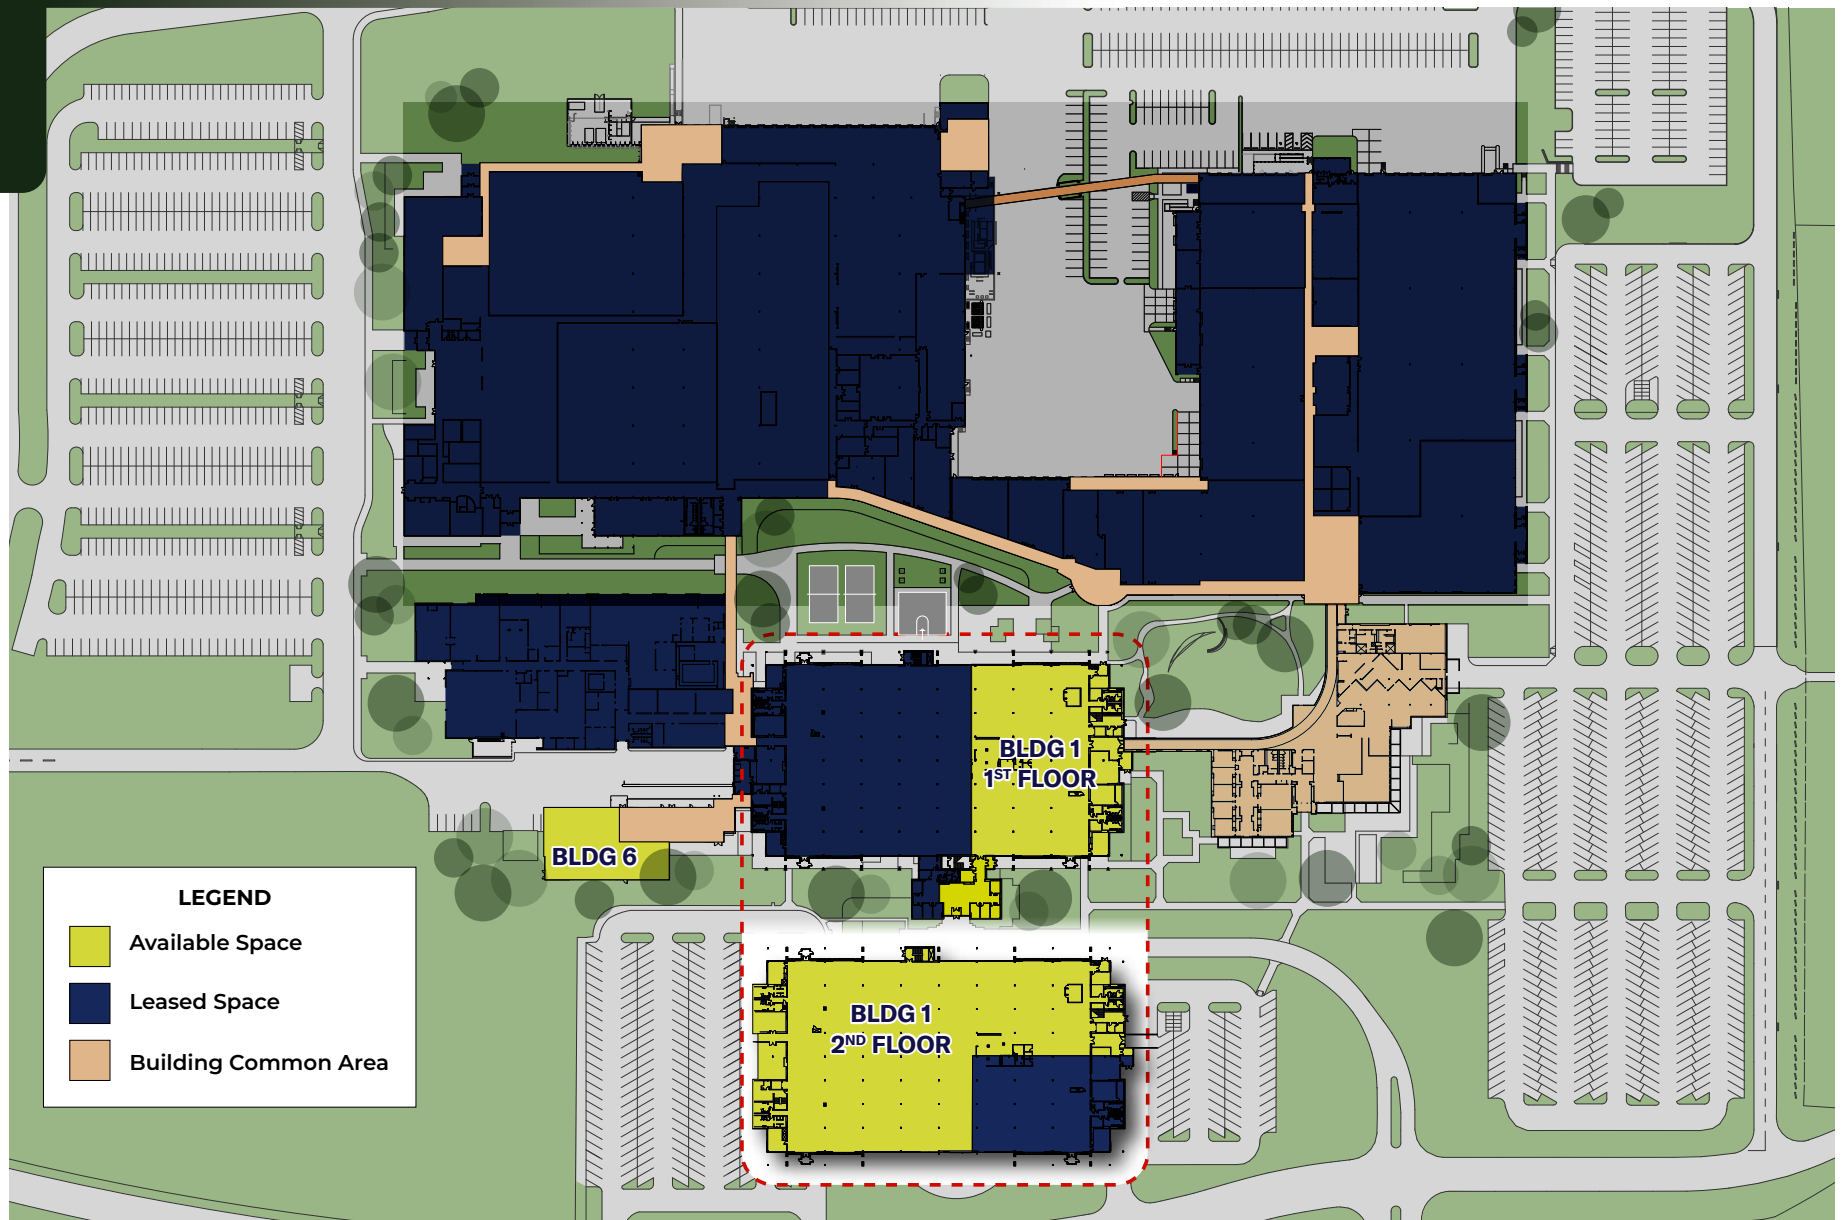 BLDG 1
1ST FLOOR
BLDG 6
LEGEND
Available Space
Leased Space
Building Common Area
BLDG 1
2ND FLOOR